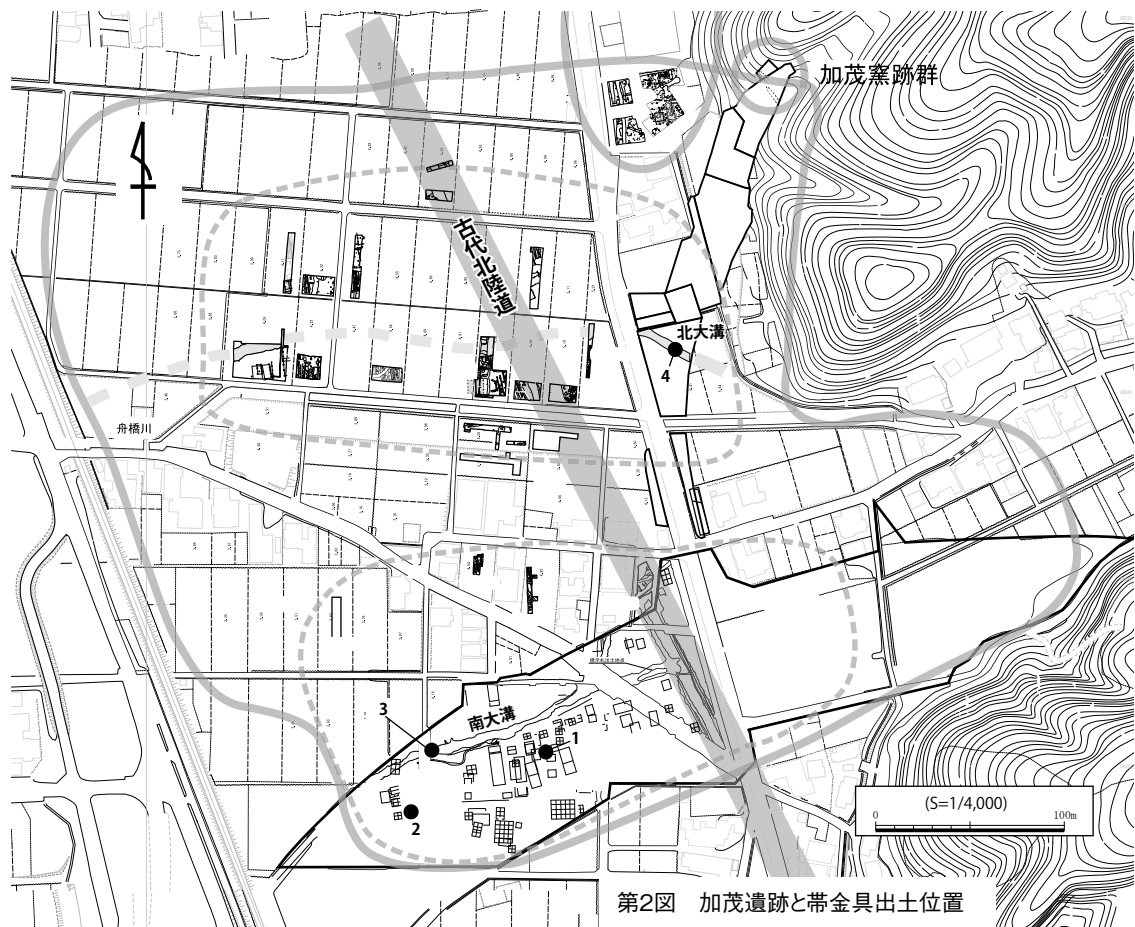 加茂窯跡群
古代北陸道
北大溝
4
舟橋川
3
南大溝
1
2
(S=1/4,000)
0 100m
第2図 加茂遺跡と帯金具出土位置